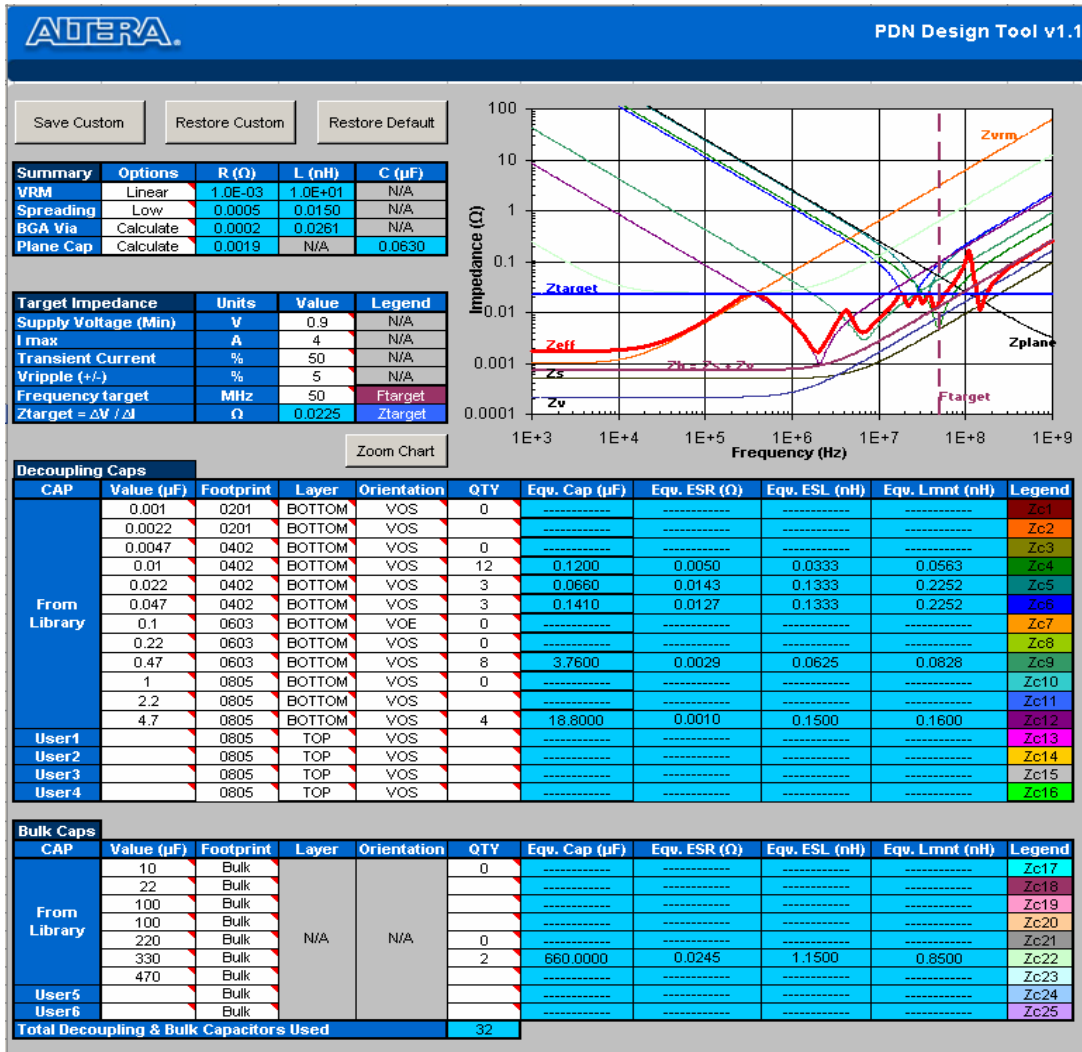 ALTERA.
PDN Design Tool v1.1
Save Custom Restore Custom Restore Default
Summary Options R (Ω) L (nH) C (µF)
VRM Linear 1.0E-03 1.0E+01 N/A
Spreading Low 0.0005 0.0150 N/A
BGA Via Calculate 0.0002 0.0261 N/A
Plane Cap Calculate 0.0019 N/A 0.0630
Target Impedance Units Value Legend
Supply Voltage (Min) V 0.9 N/A
I max A 4 N/A
Transient Current % 50 N/A
Vripple (+/-) % 5 N/A
Frequency target MHz 50 Ftarget
Ztarget = ΔV / ΔI Ω 0.0225 Ztarget
Zoom Chart
Impedance (Ω)
100
10
1
0.1
0.01
0.001
0.0001
Zvrm
Ztarget
Zeff
Zplane
Zs
Zv
Ftarget
1E+3 1E+4 1E+5 1E+6 1E+7 1E+8 1E+9
Frequency (Hz)
Decoupling Caps
CAP Value (µF) Footprint Layer Orientation QTY Eqv. Cap (µF) Eqv. ESR (Ω) Eqv. ESL (nH) Eqv. Lmnt (nH) Legend
From Library
0.001 0201 BOTTOM VOS 0 ----------- ----------- ----------- ----------- Zc1
0.0022 0201 BOTTOM VOS ----------- ----------- ----------- ----------- Zc2
0.0047 0402 BOTTOM VOS 0 ----------- ----------- ----------- ----------- Zc3
0.01 0402 BOTTOM VOS 12 0.1200 0.0050 0.0333 0.0563 Zc4
0.022 0402 BOTTOM VOS 3 0.0660 0.0143 0.1333 0.2252 Zc5
0.047 0402 BOTTOM VOS 3 0.1410 0.0127 0.1333 0.2252 Zc6
0.1 0603 BOTTOM VOE 0 ----------- ----------- ----------- ----------- Zc7
0.22 0603 BOTTOM VOS 0 ----------- ----------- ----------- ----------- Zc8
0.47 0603 BOTTOM VOS 8 3.7600 0.0029 0.0625 0.0828 Zc9
1 0805 BOTTOM VOS 0 ----------- ----------- ----------- ----------- Zc10
2.2 0805 BOTTOM VOS ----------- ----------- ----------- ----------- Zc11
4.7 0805 BOTTOM VOS 4 18.8000 0.0010 0.1500 0.1600 Zc12
User1 0805 TOP VOS ----------- ----------- ----------- ----------- Zc13
User2 0805 TOP VOS ----------- ----------- ----------- ----------- Zc14
User3 0805 TOP VOS ----------- ----------- ----------- ----------- Zc15
User4 0805 TOP VOS ----------- ----------- ----------- ----------- Zc16
Bulk Caps
CAP Value (µF) Footprint Layer Orientation QTY Eqv. Cap (µF) Eqv. ESR (Ω) Eqv. ESL (nH) Eqv. Lmnt (nH) Legend
From Library
N/A N/A
10 Bulk 0 ----------- ----------- ----------- ----------- Zc17
22 Bulk ----------- ----------- ----------- ----------- Zc18
100 Bulk ----------- ----------- ----------- ----------- Zc19
100 Bulk ----------- ----------- ----------- ----------- Zc20
220 Bulk 0 ----------- ----------- ----------- ----------- Zc21
330 Bulk 2 660.0000 0.0245 1.1500 0.8500 Zc22
470 Bulk ----------- ----------- ----------- ----------- Zc23
User5 Bulk ----------- ----------- ----------- ----------- Zc24
User6 Bulk ----------- ----------- ----------- ----------- Zc25
Total Decoupling & Bulk Capacitors Used 32